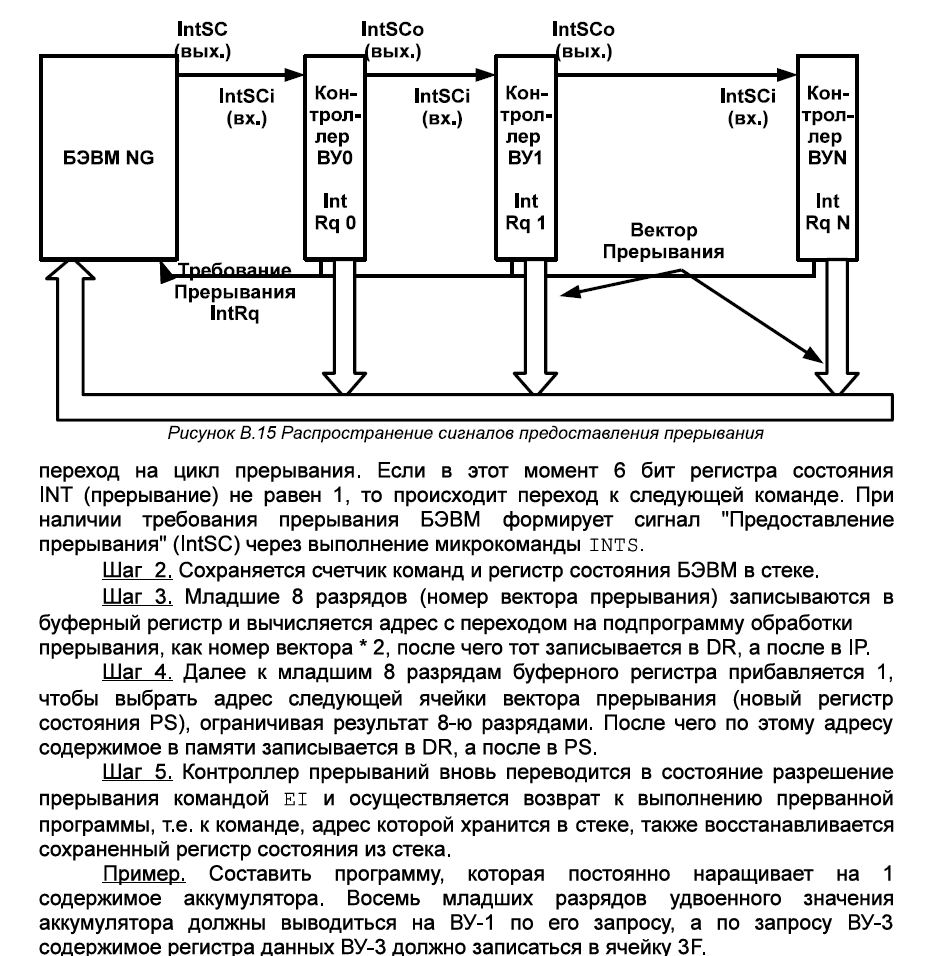 IntSC
(вых.)
IntSCo
(вых.)
IntSCo
(вых.)
IntSCi
(вх.)
IntSCi
(вх.)
IntSCi
(вх.)
БЭВМ NG
Кон-
трол-
лер
ВУ0
Int
Rq 0
Кон-
трол-
лер
ВУ1
Int
Rq 1
Кон-
трол-
лер
ВУN
Int
Rq N
Вектор
Прерывания
Требование
Прерывания
IntRq
Рисунок В.15 Распространение сигналов предоставления прерывания
переход на цикл прерывания. Если в этот момент 6 бит регистра состояния
INT (прерывание) не равен 1, то происходит переход к следующей команде. При
наличии требования прерывания БЭВМ формирует сигнал "Предоставление
прерывания" (IntSC) через выполнение микрокоманды INTS.
Шаг 2. Сохраняется счетчик команд и регистр состояния БЭВМ в стеке.
Шаг 3. Младшие 8 разрядов (номер вектора прерывания) записываются в
буферный регистр и вычисляется адрес с переходом на подпрограмму обработки
прерывания, как номер вектора * 2, после чего тот записывается в DR, а после в IP.
Шаг 4. Далее к младшим 8 разрядам буферного регистра прибавляется 1,
чтобы выбрать адрес следующей ячейки вектора прерывания (новый регистр
состояния PS), ограничивая результат 8-ю разрядами. После чего по этому адресу
содержимое в памяти записывается в DR, а после в PS.
Шаг 5. Контроллер прерываний вновь переводится в состояние разрешение
прерывания командой EI и осуществляется возврат к выполнению прерванной
программы, т.е. к команде, адрес которой хранится в стеке, также восстанавливается
сохраненный регистр состояния из стека.
Пример. Составить программу, которая постоянно наращивает на 1
содержимое аккумулятора. Восемь младших разрядов удвоенного значения
аккумулятора должны выводиться на ВУ-1 по его запросу, а по запросу ВУ-3
содержимое регистра данных ВУ-3 должно записаться в ячейку 3F.